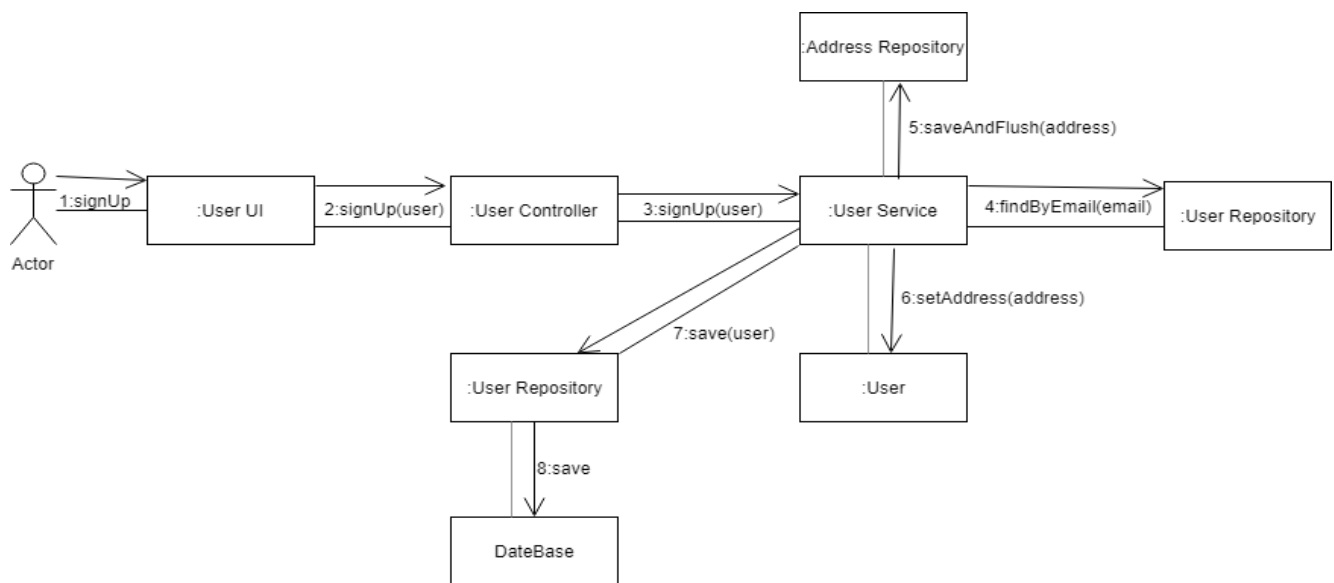 :Address Repository
5:saveAndFlush(address)
1:signUp
:User UI
2:signUp(user)
:User Controller
3:signUp(user)
:User Service
4:findByEmail(email)
:User Repository
Actor
6:setAddress(address)
7:save(user)
:User Repository
:User
8:save
DateBase